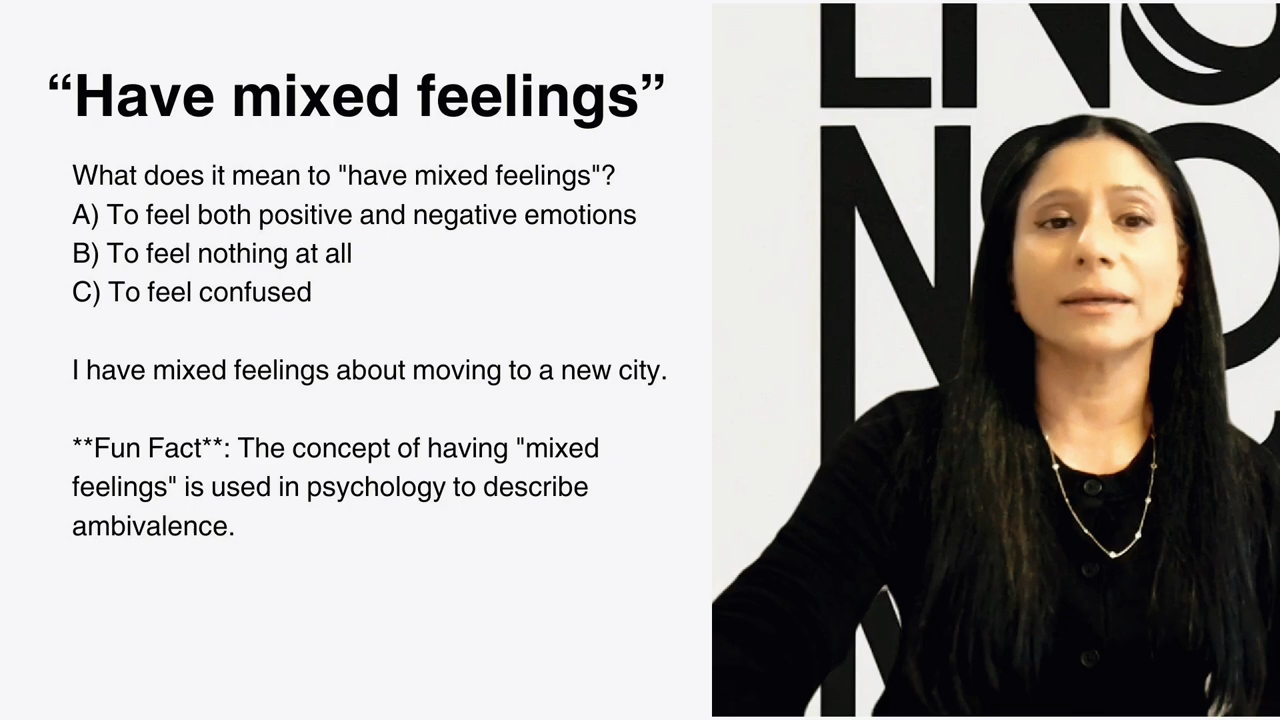 “Have mixed feelings”
What does it mean to "have mixed feelings"?
A) To feel both positive and negative emotions
B) To feel nothing at all
C) To feel confused
I have mixed feelings about moving to a new city.
**Fun Fact**: The concept of having "mixed
feelings" is used in psychology to describe
ambivalence.